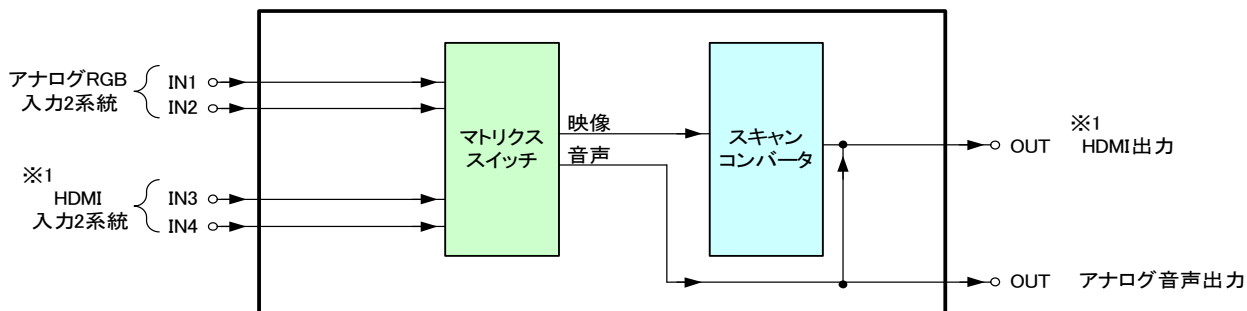 アナログRGB
入力2系統
IN1
IN2
※1
HDMI
入力2系統
IN3
IN4
マトリクス
スイッチ
映像
音声
スキャン
コンバータ
OUT
※1
HDMI出力
OUT
アナログ音声出力